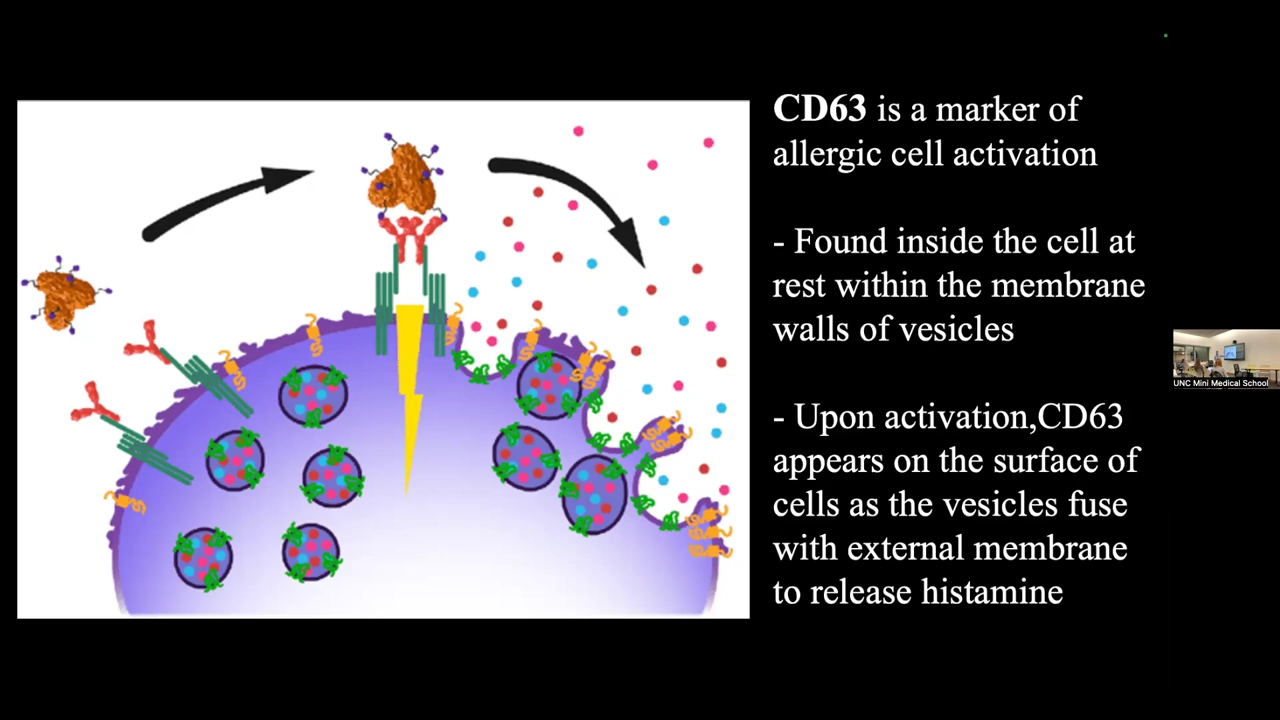 CD63 is a marker of
allergic cell activation
- Found inside the cell at
rest within the membrane
walls of vesicles
- Upon activation,CD63
appears on the surface of
cells as the vesicles fuse
with external membrane
to release histamine
UNC Mini Medical School